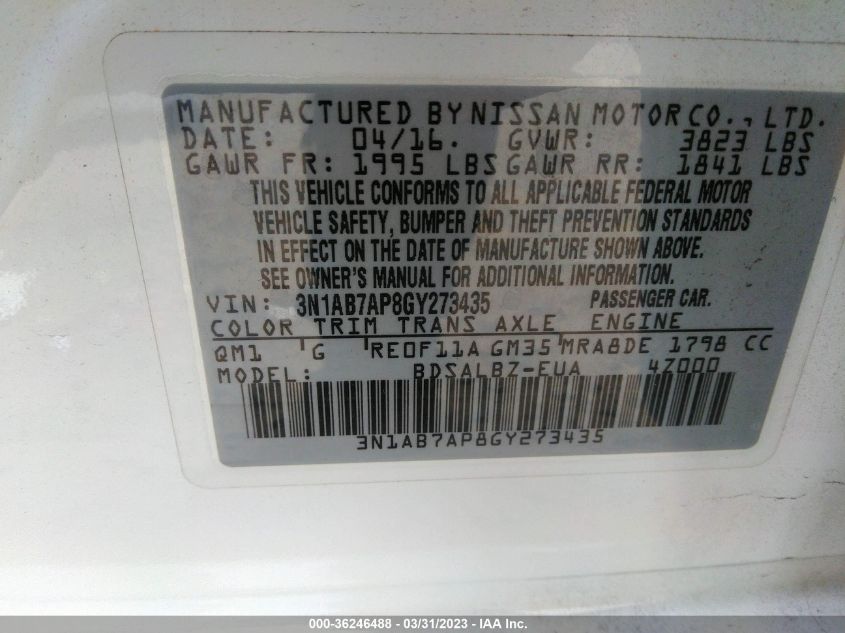 MANUFACTURED BY NISSAN MOTOR CO., LTD.
DATE: 04/16. GVWR: 3823 LBS
GAWR FR: 1995 LBS GAWR RR: 1841 LBS
THIS VEHICLE CONFORMS TO ALL APPLICABLE FEDERAL MOTOR
VEHICLE SAFETY, BUMPER AND THEFT PREVENTION STANDARDS
IN EFFECT ON THE DATE OF MANUFACTURE SHOWN ABOVE.
SEE OWNER'S MANUAL FOR ADDITIONAL INFORMATION.
VIN: 3N1AB7AP8GY273435 PASSENGER CAR.
COLOR TRIM TRANS AXLE ENGINE
QM1 G RE0F11A GM35 MRA8DE 1798 CC
MODEL: BDSALBZ-EUA 4Z000
3N1AB7AP8GY273435
000-36246488 - 03/31/2023 - IAA Inc.